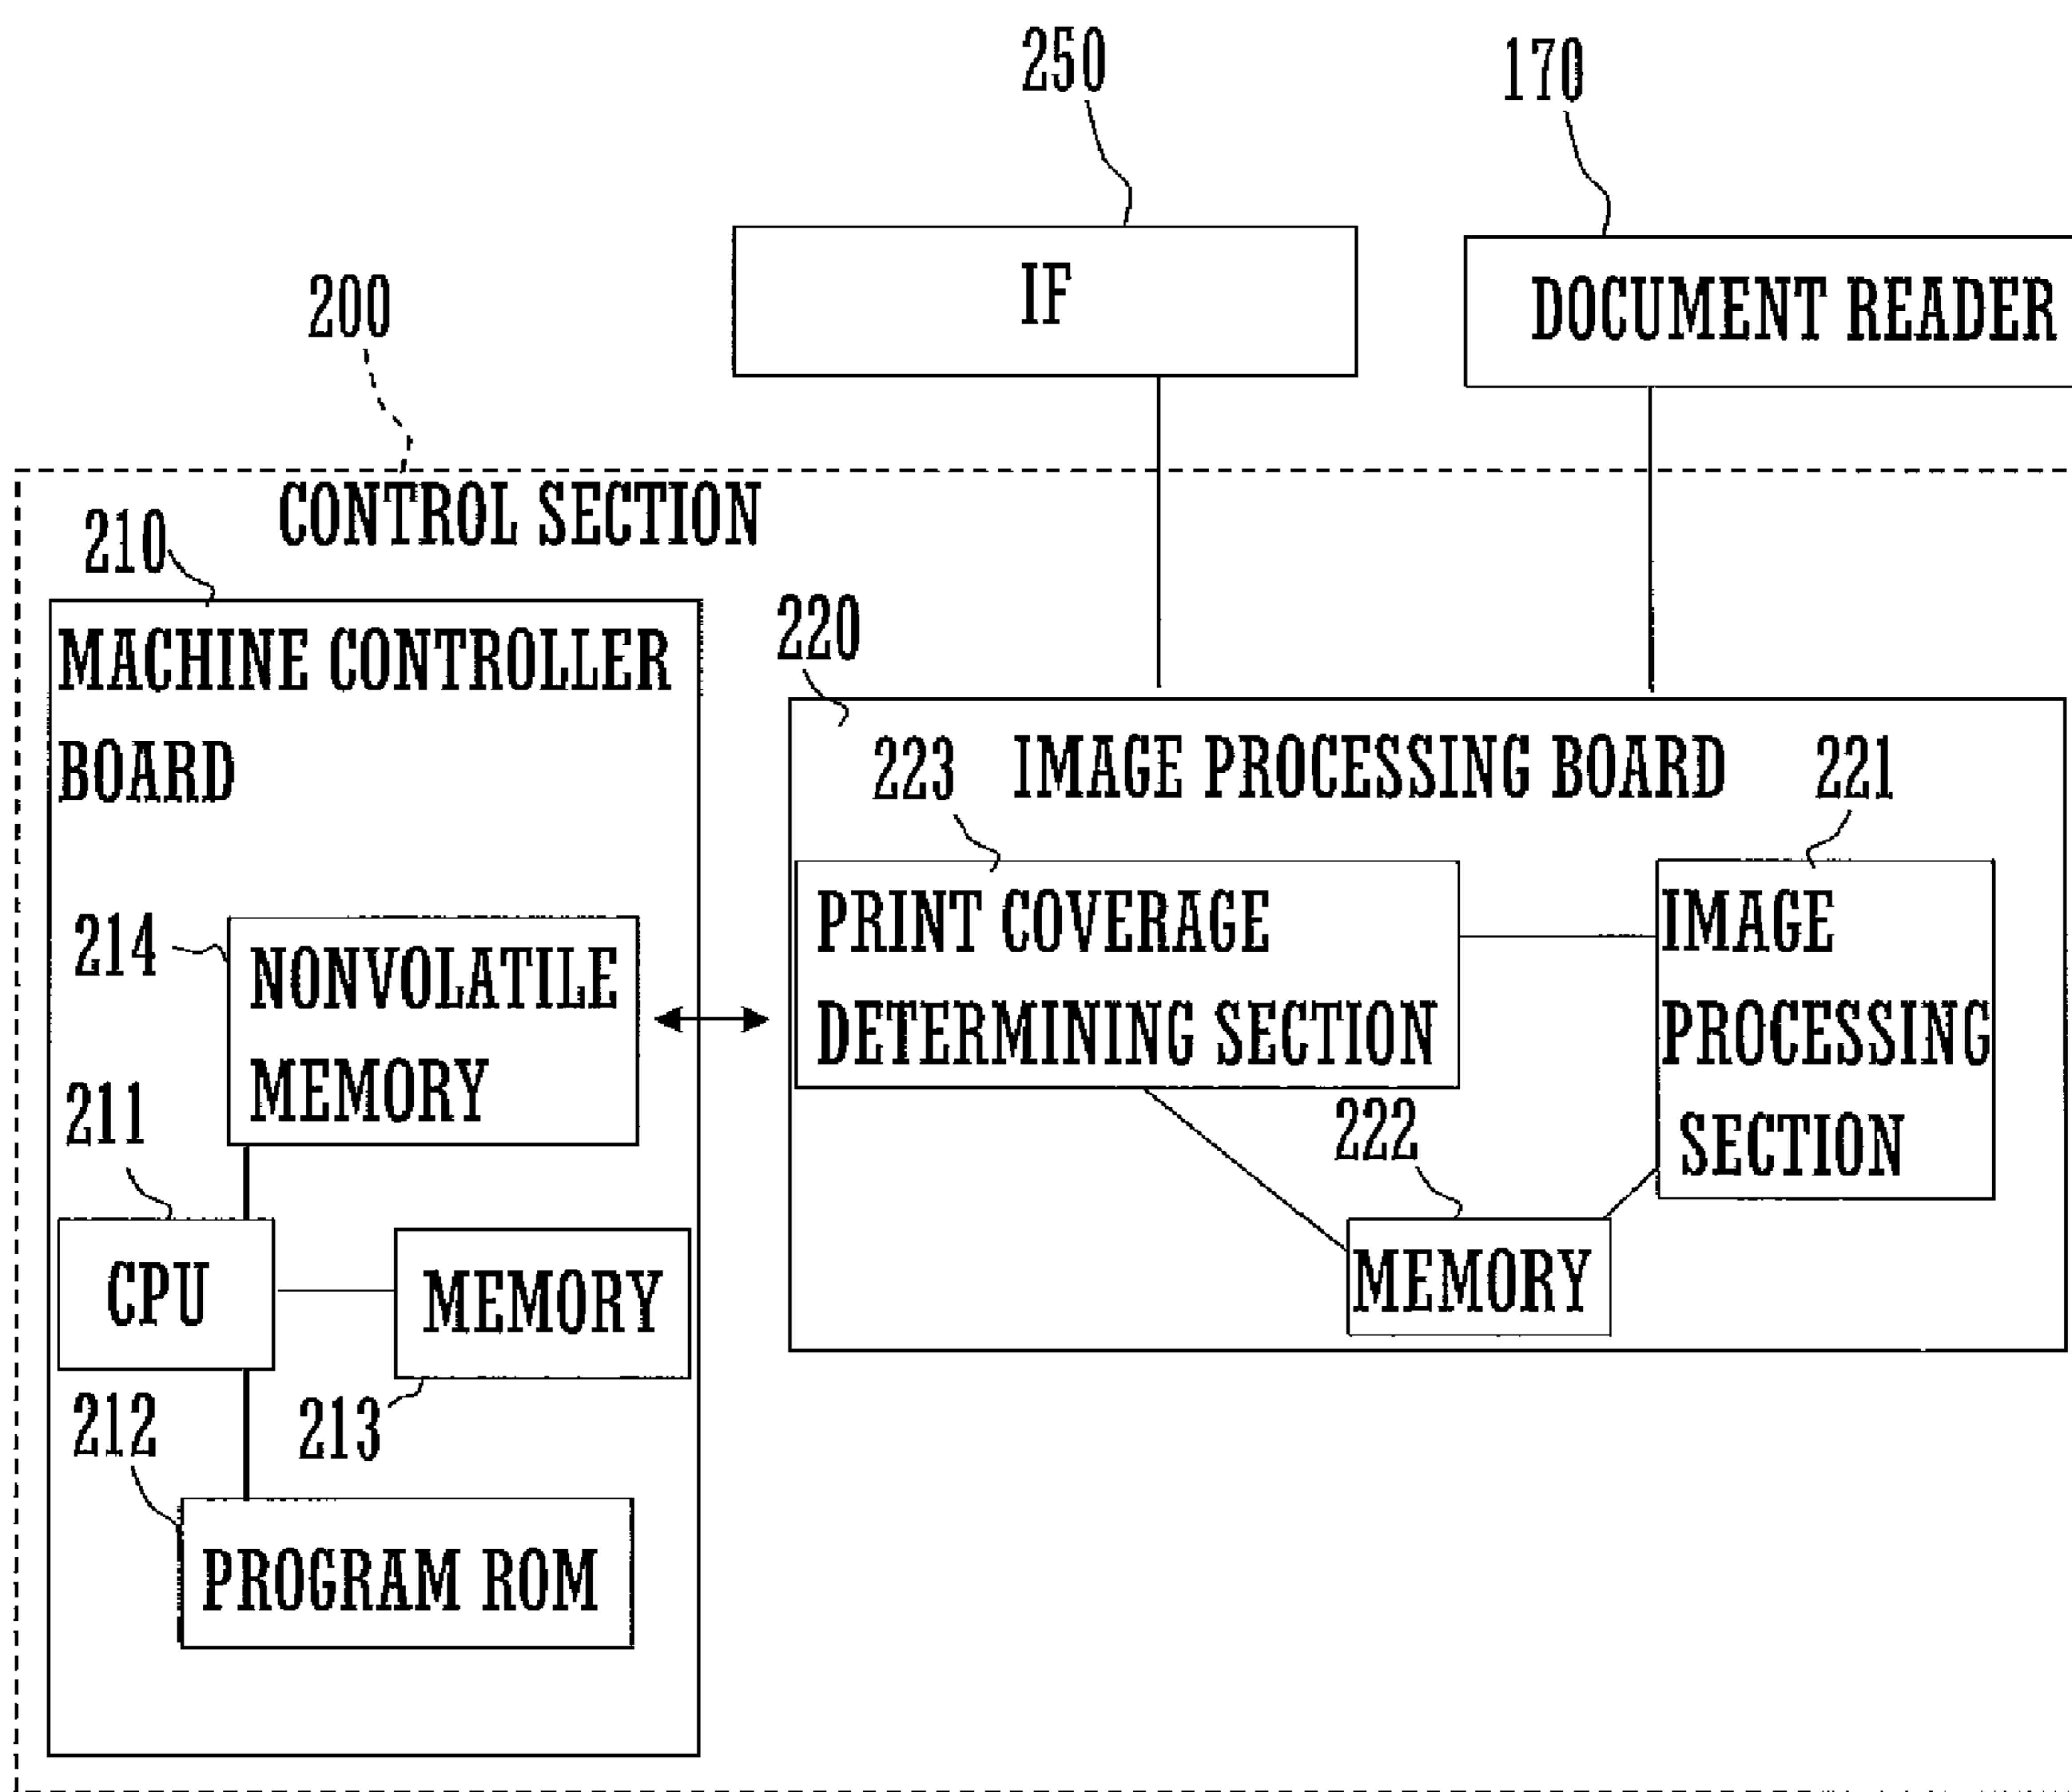 250
170
IF
DOCUMENT READER
200
CONTROL SECTION
210
MACHINE CONTROLLER
BOARD
220
223
IMAGE PROCESSING BOARD
221
214
NONVOLATILE
MEMORY
PRINT COVERAGE
DETERMINING SECTION
IMAGE
PROCESSING
SECTION
211
222
CPU
MEMORY
MEMORY
212
213
PROGRAM ROM